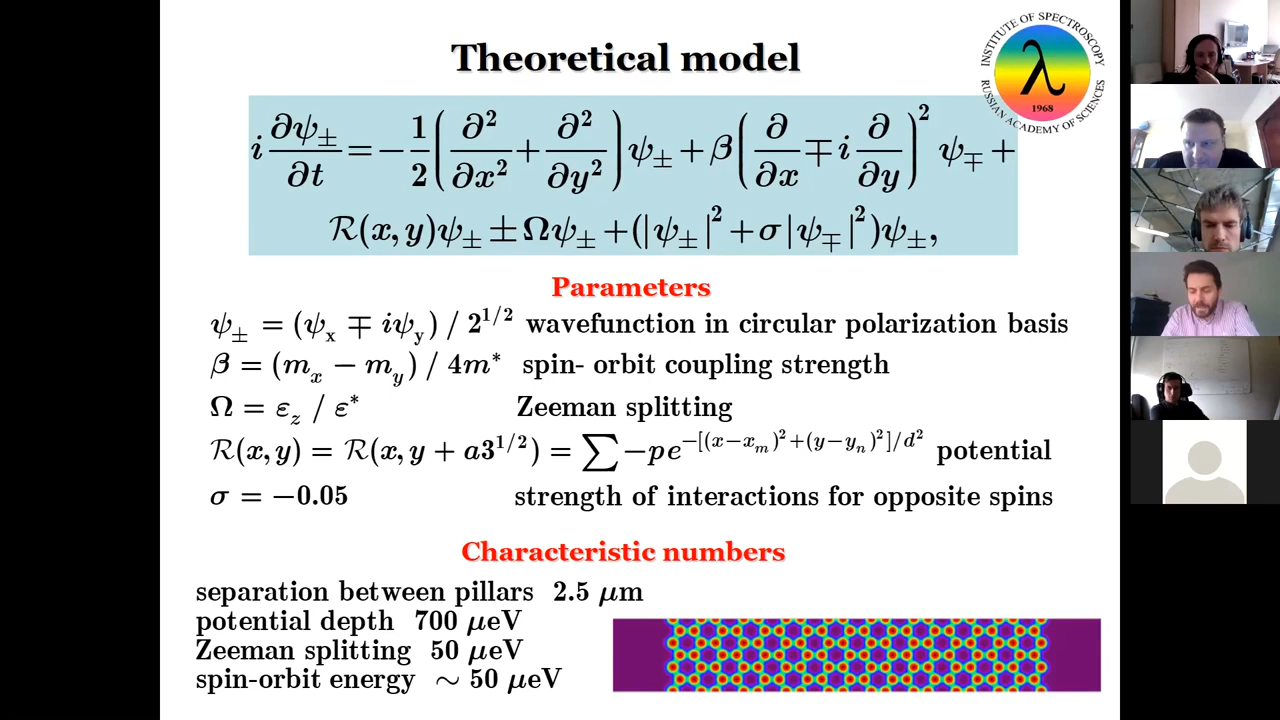 Theoretical model
INSTITUTE OF SPECTROSCOPY
RUSSIAN ACADEMY OF SCIENCES
λ
1968
i ∂ψ±/∂t = −1/2 (∂²/∂x² + ∂²/∂y²) ψ± + β (∂/∂x ∓ i ∂/∂y)² ψ∓ +
ℛ(x, y)ψ± ± Ωψ± + (|ψ±|² + σ|ψ∓|²)ψ±,
Parameters
ψ± = (ψx ∓ iψy) / 2^1/2 wavefunction in circular polarization basis
β = (mx − my) / 4m* spin- orbit coupling strength
Ω = εz / ε* Zeeman splitting
ℛ(x, y) = ℛ(x, y + a3^1/2) = ∑ −pe^−[(x−xm)²+(y−yn)²]/d² potential
σ = −0.05 strength of interactions for opposite spins
Characteristic numbers
separation between pillars 2.5 μm
potential depth 700 μeV
Zeeman splitting 50 μeV
spin-orbit energy ∼ 50 μeV